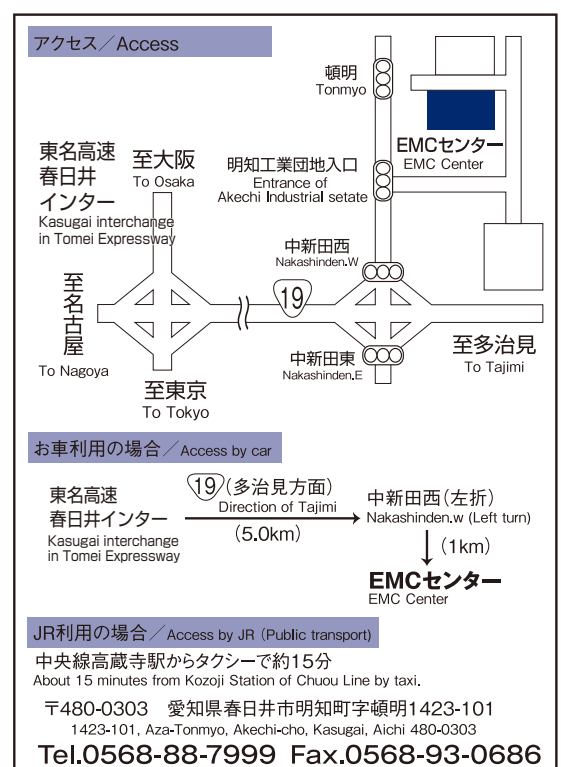 アクセス／Access
頓明
Tonmyo
EMCセンター
EMC Center
東名高速
春日井
インター
Kasugai interchange
in Tomei Expressway
至大阪
To Osaka
明知工業団地入口
Entrance of
Akechi Industrial setate
中新田西
Nakashinden.W
19
至名古屋
To Nagoya
中新田東
Nakashinden.E
至多治見
To Tajimi
至東京
To Tokyo
お車利用の場合／Access by car
東名高速
春日井インター
Kasugai interchange
in Tomei Expressway
19(多治見方面)
Direction of Tajimi
(5.0km)
中新田西(左折)
Nakashinden.w (Left turn)
(1km)
EMCセンター
EMC Center
JR利用の場合／Access by JR (Public transport)
中央線高蔵寺駅からタクシーで約15分
About 15 minutes from Kozoji Station of Chuou Line by taxi.
〒480-0303　愛知県春日井市明知町字頓明1423-101
1423-101, Aza-Tonmyo, Akechi-cho, Kasugai, Aichi 480-0303
Tel.0568-88-7999 Fax.0568-93-0686